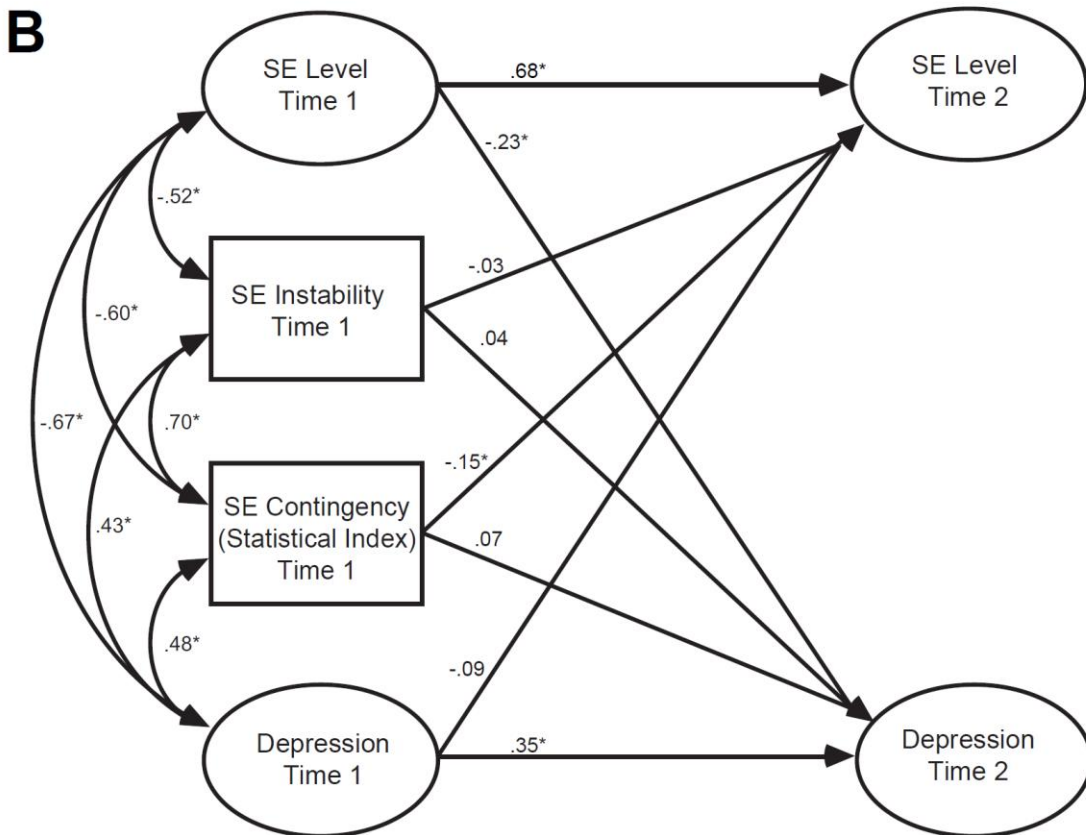 B
SE Level
Time 1
.68*
SE Level
Time 2
-.23*
-.52*
SE Instability
Time 1
-.03
-.60*
.04
-.67*
.70*
-.15*
SE Contingency
(Statistical Index)
Time 1
.43*
.07
.48*
-.09
Depression
Time 1
.35*
Depression
Time 2